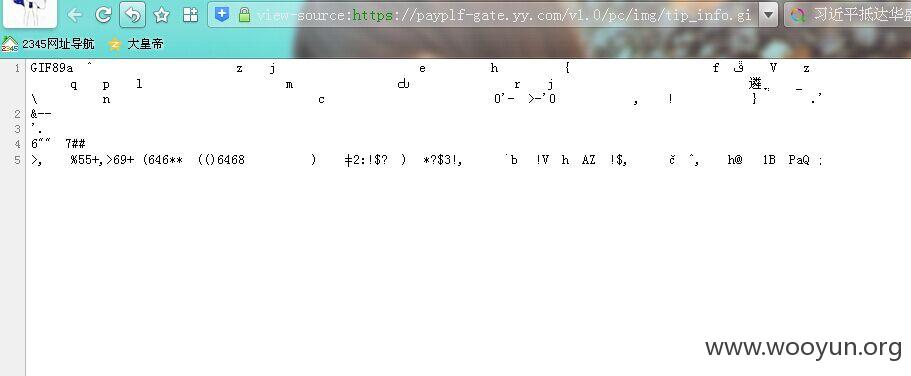 view-source:https://payplf-gate.yy.com/v1.0/pc/img/tip_info.gi
习近平抵达华盛
2345网址导航 大皇帝
1 GIF89a ˆ z j e h { f ڦ V z
q p l m ȸ r j 遴 _
\ n c 0'- >-'0 , ! } .'
2 &--
3 '.
4 6~~ 7##
5 >, %55+,>69+ (646** (()6468 ) ǂ2:!$? ) *?$3!, `b !V h AZ !$, č ˆ, h@ 1B PaQ ;
www.wooyun.org